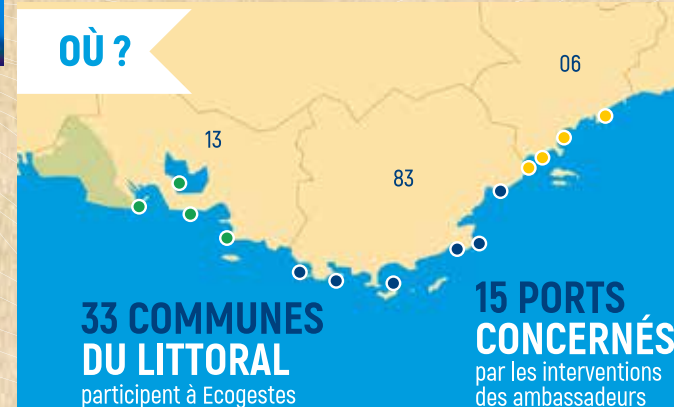 OÙ ?
06
13
83
33 COMMUNES
DU LITTORAL
participent à Ecogestes
15 PORTS
CONCERNÉS
par les interventions
des ambassadeurs